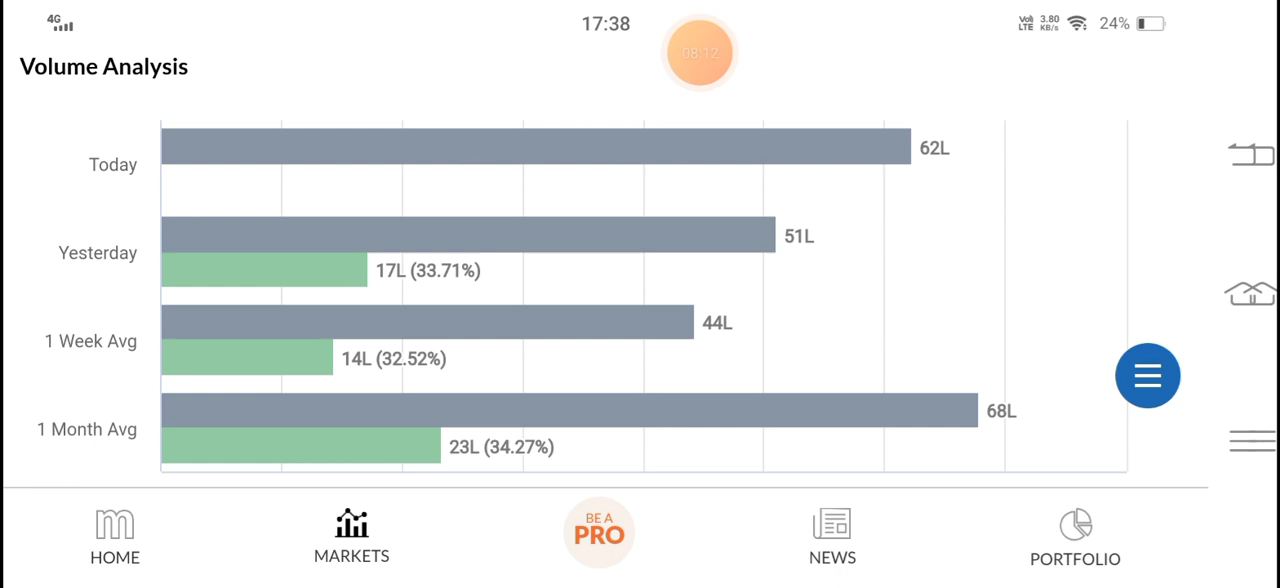 4G
17:38
08:12
Vo))
LTE
3.80
KB/s
24%
Volume Analysis
Today
62L
Yesterday
51L
17L (33.71%)
1 Week Avg
44L
14L (32.52%)
1 Month Avg
68L
23L (34.27%)
HOME
MARKETS
BE A
PRO
NEWS
PORTFOLIO